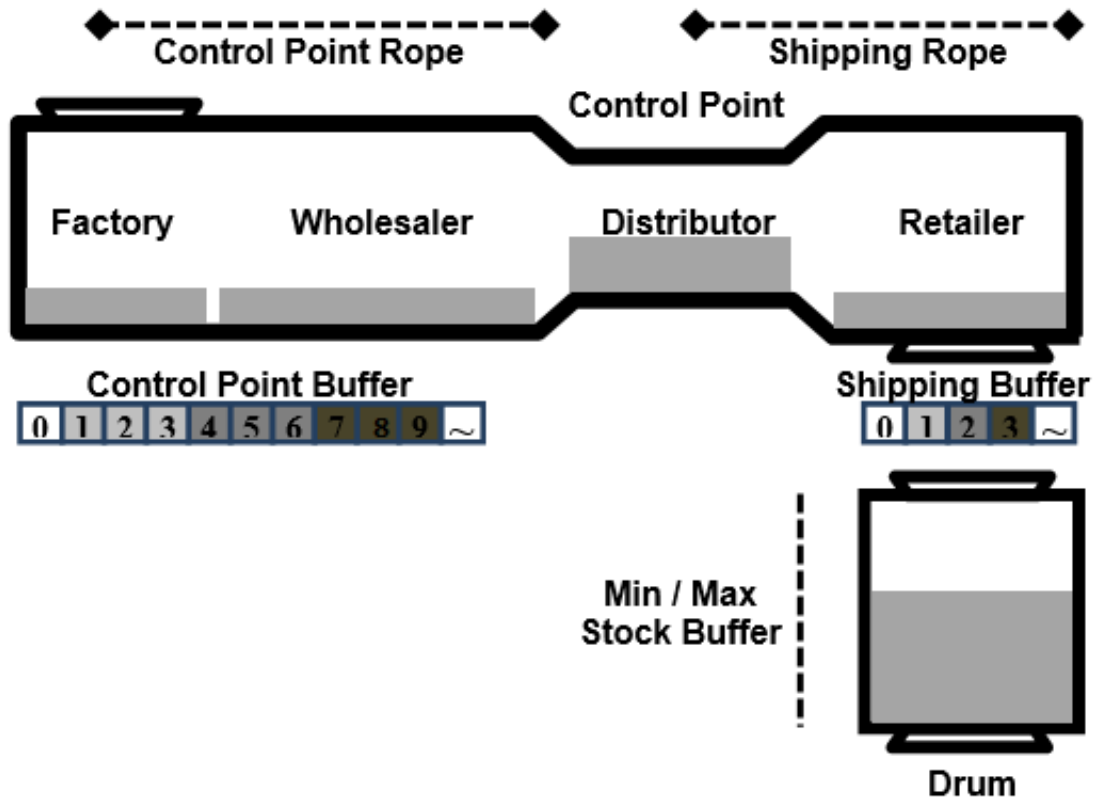 Control Point Rope
Shipping Rope
Control Point
Factory
Wholesaler
Distributor
Retailer
Control Point Buffer
0 1 2 3 4 5 6 7 8 9 ~
Shipping Buffer
0 1 2 3 ~
Min / Max
Stock Buffer
Drum